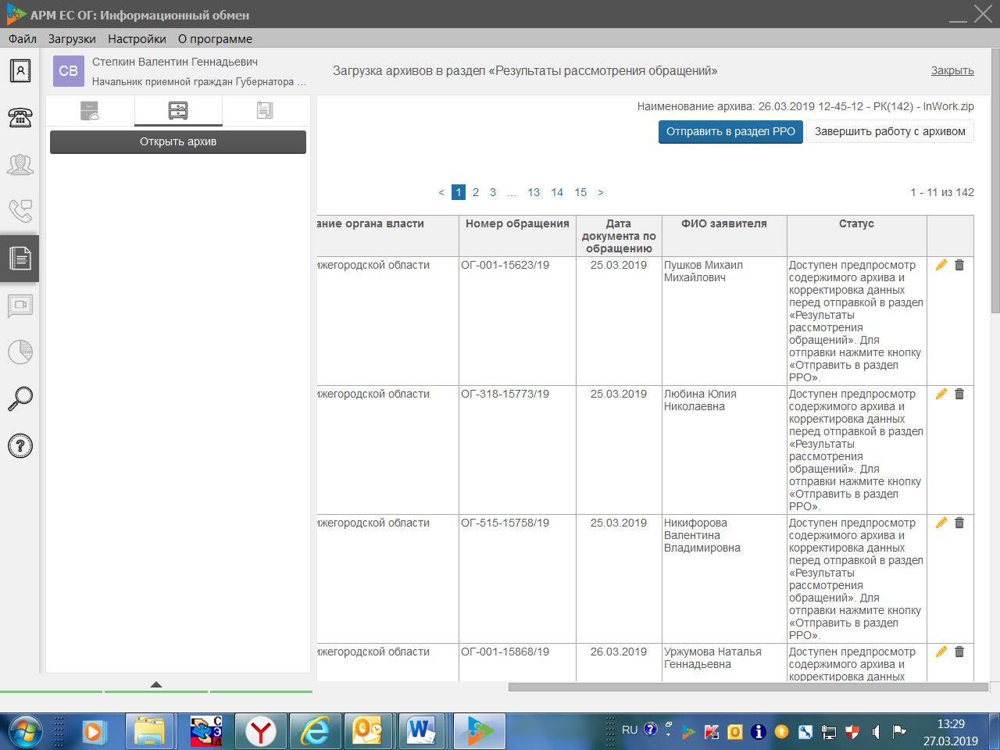 АРМ ЕС ОГ: Информационный обмен
Файл Загрузки Настройки О программе
СВ
Степкин Валентин Геннадьевич
Начальник приемной граждан Губернатора ...
Загрузка архивов в раздел «Результаты рассмотрения обращений»
Закрыть
Открыть архив
Наименование архива: 26.03.2019 12-45-12 - РК(142) - InWork.zip
Отправить в раздел РРО Завершить работу с архивом
< 1 2 3 ... 13 14 15 >
1 - 11 из 142
ание органа власти
Номер обращения
Дата
документа по
обращению
ФИО заявителя
Статус
ижегородской области
ОГ-001-15623/19
25.03.2019
Пушков Михаил
Михайлович
Доступен предпросмотр
содержимого архива и
корректировка данных
перед отправкой в раздел
«Результаты
рассмотрения
обращений». Для
отправки нажмите кнопку
«Отправить в раздел
РРО».
ижегородской области
ОГ-318-15773/19
25.03.2019
Любина Юлия
Николаевна
Доступен предпросмотр
содержимого архива и
корректировка данных
перед отправкой в раздел
«Результаты
рассмотрения
обращений». Для
отправки нажмите кнопку
«Отправить в раздел
РРО».
ижегородской области
ОГ-515-15758/19
25.03.2019
Никифорова
Валентина
Владимировна
Доступен предпросмотр
содержимого архива и
корректировка данных
перед отправкой в раздел
«Результаты
рассмотрения
обращений». Для
отправки нажмите кнопку
«Отправить в раздел
РРО».
ижегородской области
ОГ-001-15868/19
26.03.2019
Уржумова Наталья
Геннадьевна
Доступен предпросмотр
содержимого архива и
корректировка данных
СЭД
RU
13:29
27.03.2019